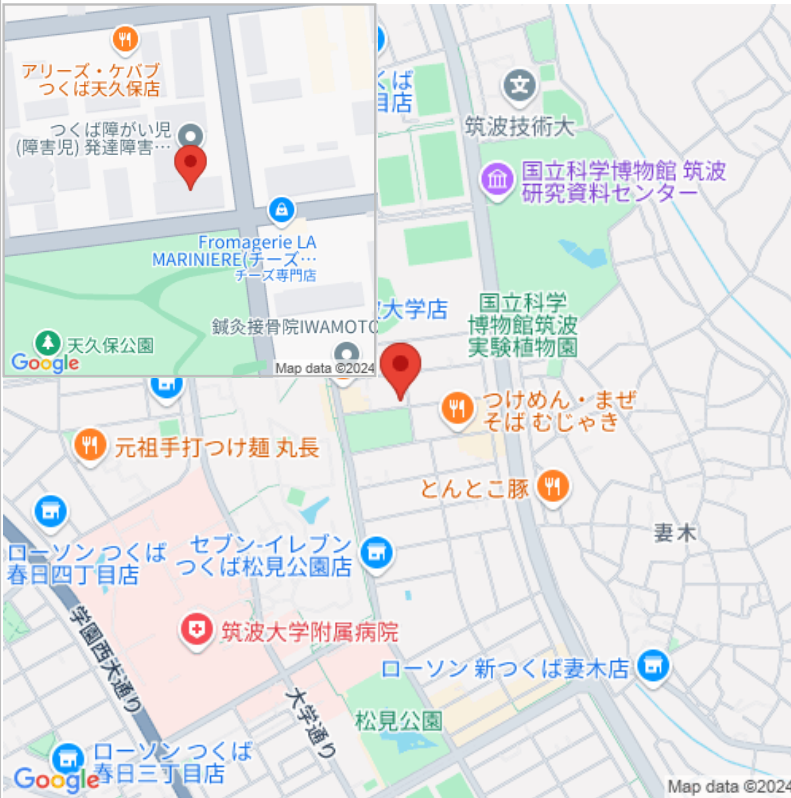 アリーズ・ケバブ
つくば天久保店
つくば障がい児
(障害児) 発達障害…
Fromagerie LA
MARINIERE(チーズ…
チーズ専門店
鍼灸接骨院IWAMOTO
天久保公園
Google
Map data ©2024
くば
店
筑波技術大
国立科学博物館 筑波
研究資料センター
大学店
国立科学
博物館筑波
実験植物園
つけめん・まぜ
そば むじゃき
元祖手打つけ麺 丸長
とんとこ豚
ローソン つくば
春日四丁目店
セブン-イレブン
つくば松見公園店
妻木
筑波大学附属病院
学園西大通り
ローソン 新つくば妻木店
大学通り
松見公園
ローソン つくば
春日三丁目店
Google
Map data ©2024